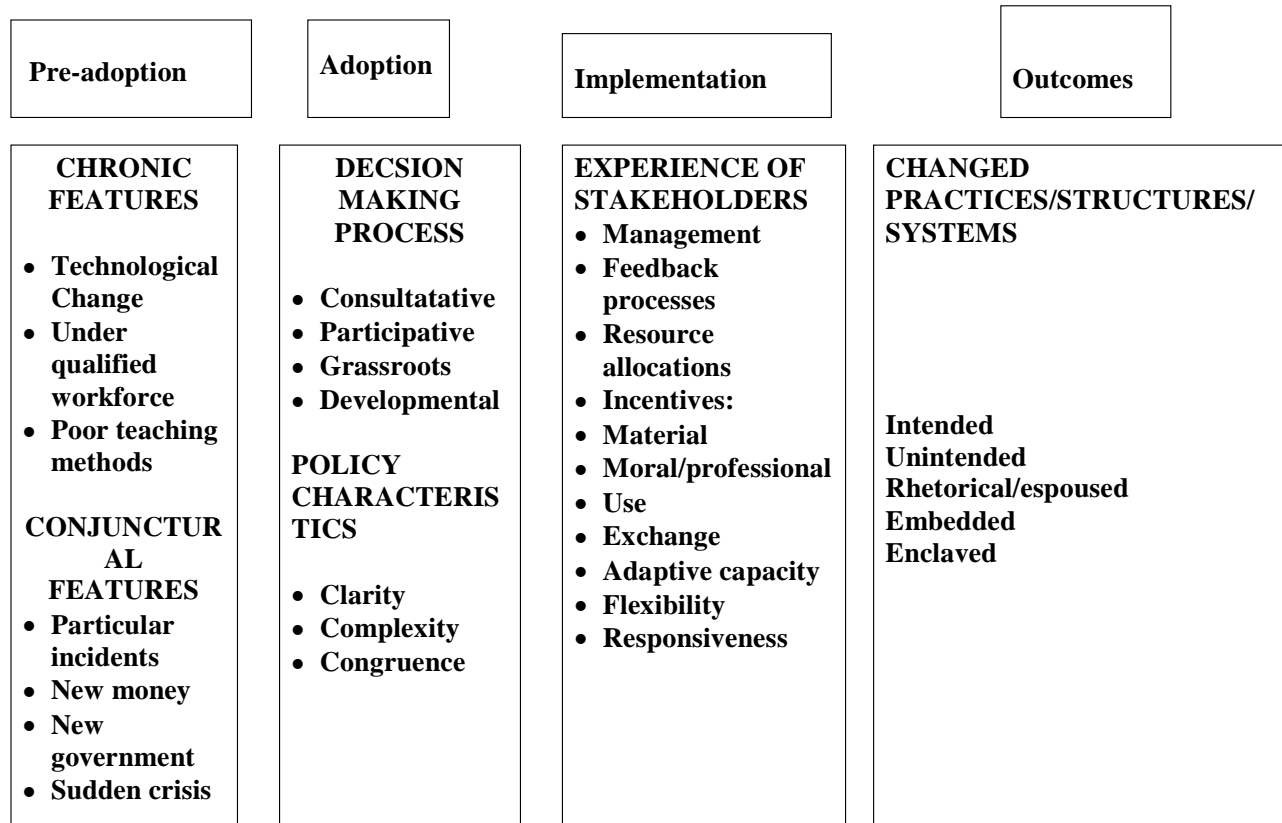 Pre-adoption
Adoption
Implementation
Outcomes
CHRONIC
FEATURES
• Technological
Change
• Under
qualified
workforce
• Poor teaching
methods
CONJUNCTUR
AL
FEATURES
• Particular
incidents
• New money
• New
government
• Sudden crisis
DECSION
MAKING
PROCESS
• Consultatative
• Participative
• Grassroots
• Developmental
POLICY
CHARACTERIS
TICS
• Clarity
• Complexity
• Congruence
EXPERIENCE OF
STAKEHOLDERS
• Management
• Feedback
processes
• Resource
allocations
• Incentives:
• Material
• Moral/professional
• Use
• Exchange
• Adaptive capacity
• Flexibility
• Responsiveness
CHANGED
PRACTICES/STRUCTURES/
SYSTEMS
Intended
Unintended
Rhetorical/espoused
Embedded
Enclaved